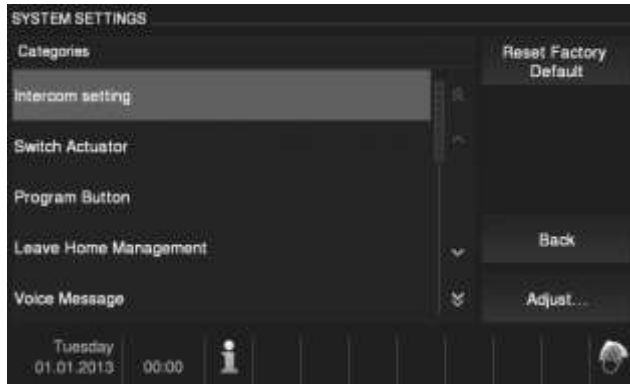 SYSTEM SETTINGS
Categories
Intercom setting
Switch Actuator
Program Button
Leave Home Management
Voice Message
Reset Factory
Default
Back
Adjust...
Tuesday
01.01.2013
00:00
i